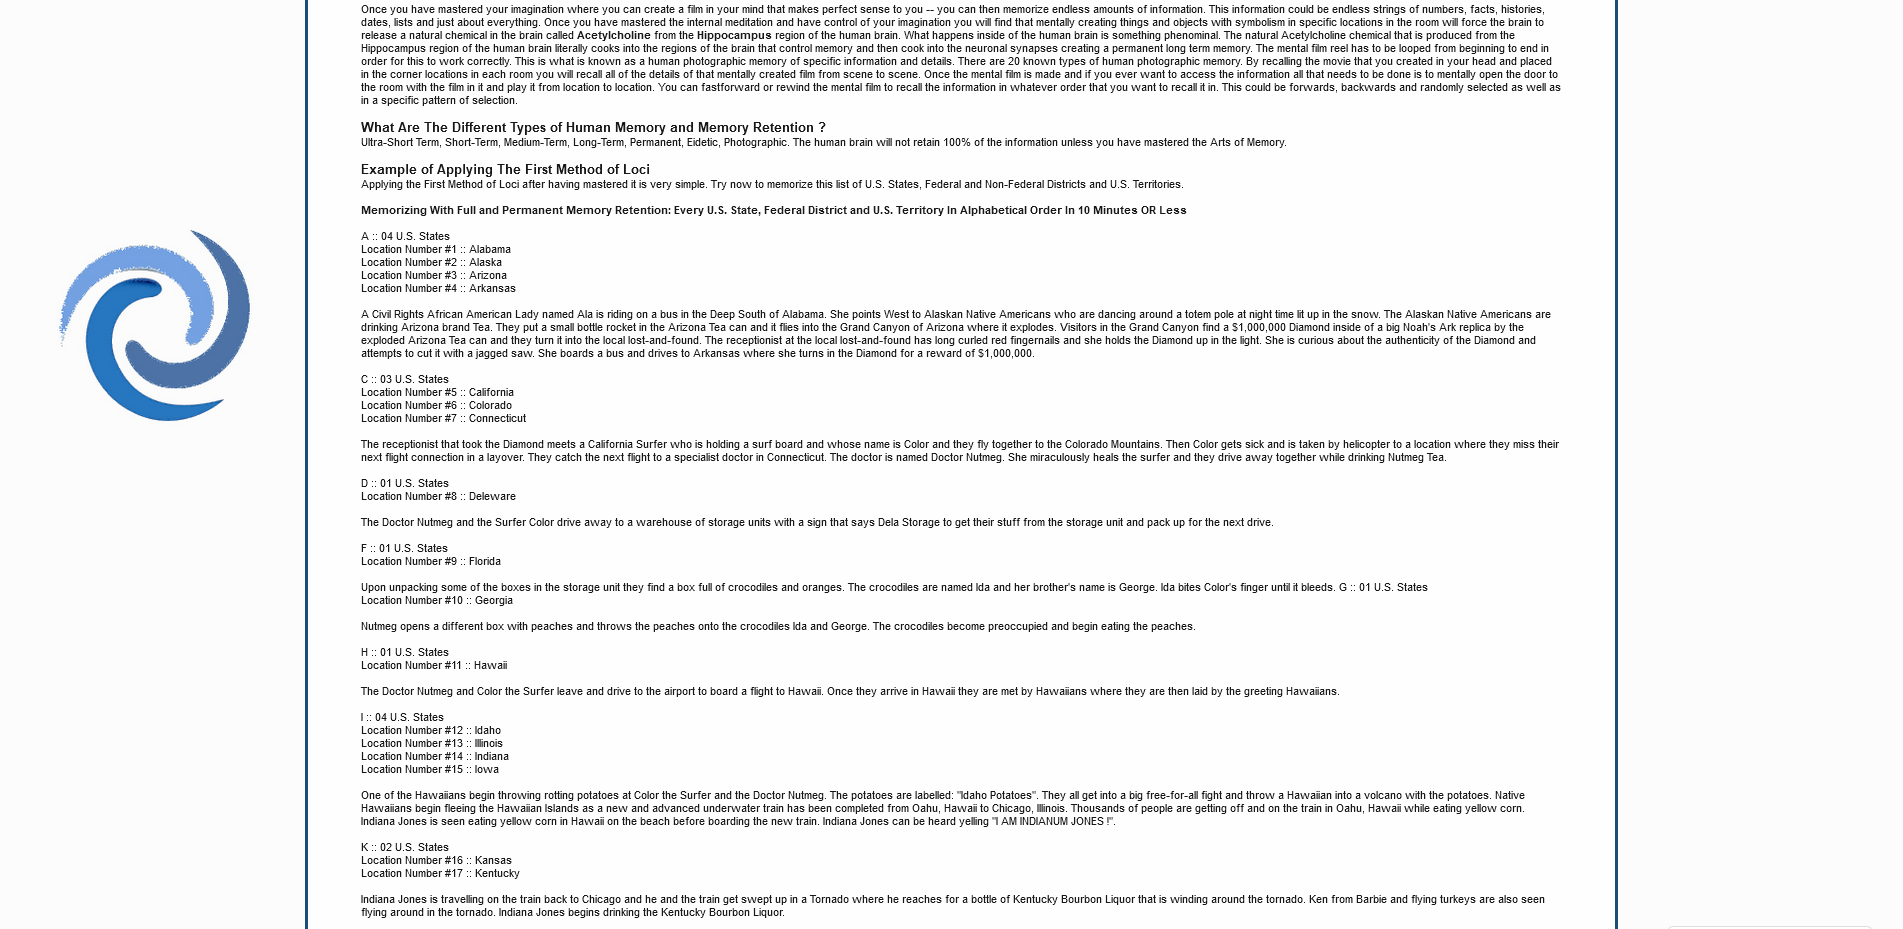 Once you have mastered your imagination where you can create a film in your mind that makes perfect sense to you -- you can then memorize endless amounts of information. This information could be endless strings of numbers, facts, histories,
dates, lists and just about everything. Once you have mastered the internal meditation and have control of your imagination you will find that mentally creating things and objects with symbolism in specific locations in the room will force the brain to
release a natural chemical in the brain called Acetylcholine from the Hippocampus region of the human brain. What happens inside of the human brain is something phenominal. The natural Acetylcholine chemical that is produced from the
Hippocampus region of the human brain literally cooks into the regions of the brain that control memory and then cook into the neuronal synapses creating a permanent long term memory. The mental film reel has to be looped from beginning to end in
order for this to work correctly. This is what is known as a human photographic memory of specific information and details. There are 20 known types of human photographic memory. By recalling the movie that you created in your head and placed
in the corner locations in each room you will recall all of the details of that mentally created film from scene to scene. Once the mental film is made and if you ever want to access the information all that needs to be done is to mentally open the door to
the room with the film in it and play it from location to location. You can fastforward or rewind the mental film to recall the information in whatever order that you want to recall it in. This could be forwards, backwards and randomly selected as well as
in a specific pattern of selection.
What Are The Different Types of Human Memory and Memory Retention ?
Ultra-Short Term, Short-Term, Medium-Term, Long-Term, Permanent, Eidetic, Photographic. The human brain will not retain 100% of the information unless you have mastered the Arts of Memory.
Example of Applying The First Method of Loci
Applying the First Method of Loci after having mastered it is very simple. Try now to memorize this list of U.S. States, Federal and Non-Federal Districts and U.S. Territories.
Memorizing With Full and Permanent Memory Retention: Every U.S. State, Federal District and U.S. Territory In Alphabetical Order In 10 Minutes OR Less
A :: 04 U.S. States
Location Number #1 :: Alabama
Location Number #2 :: Alaska
Location Number #3 :: Arizona
Location Number #4 :: Arkansas
A Civil Rights African American Lady named Ala is riding on a bus in the Deep South of Alabama. She points West to Alaskan Native Americans who are dancing around a totem pole at night time lit up in the snow. The Alaskan Native Americans are
drinking Arizona brand Tea. They put a small bottle rocket in the Arizona Tea can and it flies into the Grand Canyon of Arizona where it explodes. Visitors in the Grand Canyon find a $1,000,000 Diamond inside of a big Noah's Ark replica by the
exploded Arizona Tea can and they turn it into the local lost-and-found. The receptionist at the local lost-and-found has long curled red fingernails and she holds the Diamond up in the light. She is curious about the authenticity of the Diamond and
attempts to cut it with a jagged saw. She boards a bus and drives to Arkansas where she turns in the Diamond for a reward of $1,000,000.
C :: 03 U.S. States
Location Number #5 :: California
Location Number #6 :: Colorado
Location Number #7 :: Connecticut
The receptionist that took the Diamond meets a California Surfer who is holding a surf board and whose name is Color and they fly together to the Colorado Mountains. Then Color gets sick and is taken by helicopter to a location where they miss their
next flight connection in a layover. They catch the next flight to a specialist doctor in Connecticut. The doctor is named Doctor Nutmeg. She miraculously heals the surfer and they drive away together while drinking Nutmeg Tea.
D :: 01 U.S. States
Location Number #8 :: Deleware
The Doctor Nutmeg and the Surfer Color drive away to a warehouse of storage units with a sign that says Dela Storage to get their stuff from the storage unit and pack up for the next drive.
F :: 01 U.S. States
Location Number #9 :: Florida
Upon unpacking some of the boxes in the storage unit they find a box full of crocodiles and oranges. The crocodiles are named Ida and her brother's name is George. Ida bites Color's finger until it bleeds. G :: 01 U.S. States
Location Number #10 :: Georgia
Nutmeg opens a different box with peaches and throws the peaches onto the crocodiles Ida and George. The crocodiles become preoccupied and begin eating the peaches.
H :: 01 U.S. States
Location Number #11 :: Hawaii
The Doctor Nutmeg and Color the Surfer leave and drive to the airport to board a flight to Hawaii. Once they arrive in Hawaii they are met by Hawaiians where they are then laid by the greeting Hawaiians.
I :: 04 U.S. States
Location Number #12 :: Idaho
Location Number #13 :: Illinois
Location Number #14 :: Indiana
Location Number #15 :: Iowa
One of the Hawaiians begin throwing rotting potatoes at Color the Surfer and the Doctor Nutmeg. The potatoes are labelled: "Idaho Potatoes". They all get into a big free-for-all fight and throw a Hawaiian into a volcano with the potatoes. Native
Hawaiians begin fleeing the Hawaiian Islands as a new and advanced underwater train has been completed from Oahu, Hawaii to Chicago, Illinois. Thousands of people are getting off and on the train in Oahu, Hawaii while eating yellow corn.
Indiana Jones is seen eating yellow corn in Hawaii on the beach before boarding the new train. Indiana Jones can be heard yelling "I AM INDIANUM JONES !".
K :: 02 U.S. States
Location Number #16 :: Kansas
Location Number #17 :: Kentucky
Indiana Jones is travelling on the train back to Chicago and he and the train get swept up in a Tornado where he reaches for a bottle of Kentucky Bourbon Liquor that is winding around the tornado. Ken from Barbie and flying turkeys are also seen
flying around in the tornado. Indiana Jones begins drinking the Kentucky Bourbon Liquor.